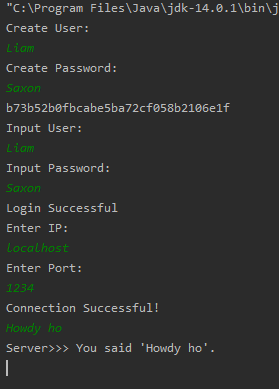 "C:\Program Files\Java\jdk-14.0.1\bin\j
Create User:
Liam
Create Password:
Saxon
b73b52b0fbcabe5ba72cf058b2106e1f
Input User:
Liam
Input Password:
Saxon
Login Successful
Enter IP:
localhost
Enter Port:
1234
Connection Successful!
Howdy ho
Server>>> You said 'Howdy ho'.